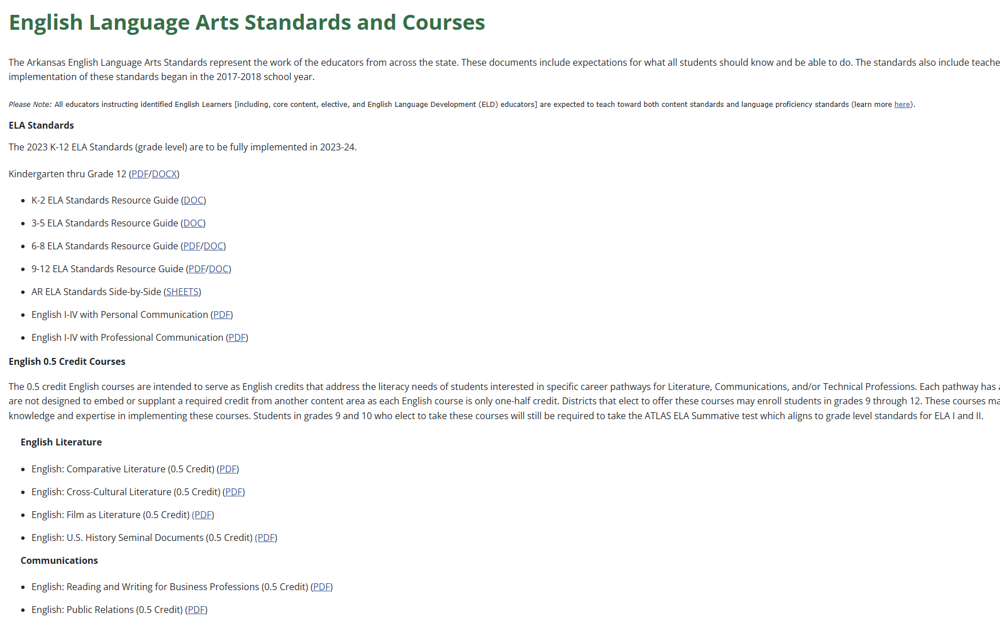 English Language Arts Standards and Courses
The Arkansas English Language Arts Standards represent the work of the educators from across the state. These documents include expectations for what all students should know and be able to do. The standards also include teache
implementation of these standards began in the 2017-2018 school year.
Please Note: All educators instructing identified English Learners [including, core content, elective, and English Language Development (ELD) educators] are expected to teach toward both content standards and language proficiency standards (learn more here).
ELA Standards
The 2023 K-12 ELA Standards (grade level) are to be fully implemented in 2023-24.
Kindergarten thru Grade 12 (PDF/DOCX)
• K-2 ELA Standards Resource Guide (DOC)
• 3-5 ELA Standards Resource Guide (DOC)
• 6-8 ELA Standards Resource Guide (PDF/DOC)
• 9-12 ELA Standards Resource Guide (PDF/DOC)
• AR ELA Standards Side-by-Side (SHEETS)
• English I-IV with Personal Communication (PDF)
• English I-IV with Professional Communication (PDF)
English 0.5 Credit Courses
The 0.5 credit English courses are intended to serve as English credits that address the literacy needs of students interested in specific career pathways for Literature, Communications, and/or Technical Professions. Each pathway has
are not designed to embed or supplant a required credit from another content area as each English course is only one-half credit. Districts that elect to offer these courses may enroll students in grades 9 through 12. These courses ma
knowledge and expertise in implementing these courses. Students in grades 9 and 10 who elect to take these courses will still be required to take the ATLAS ELA Summative test which aligns to grade level standards for ELA I and II.
English Literature
• English: Comparative Literature (0.5 Credit) (PDF)
• English: Cross-Cultural Literature (0.5 Credit) (PDF)
• English: Film as Literature (0.5 Credit) (PDF)
• English: U.S. History Seminal Documents (0.5 Credit) (PDF)
Communications
• English: Reading and Writing for Business Professions (0.5 Credit) (PDF)
• English: Public Relations (0.5 Credit) (PDF)